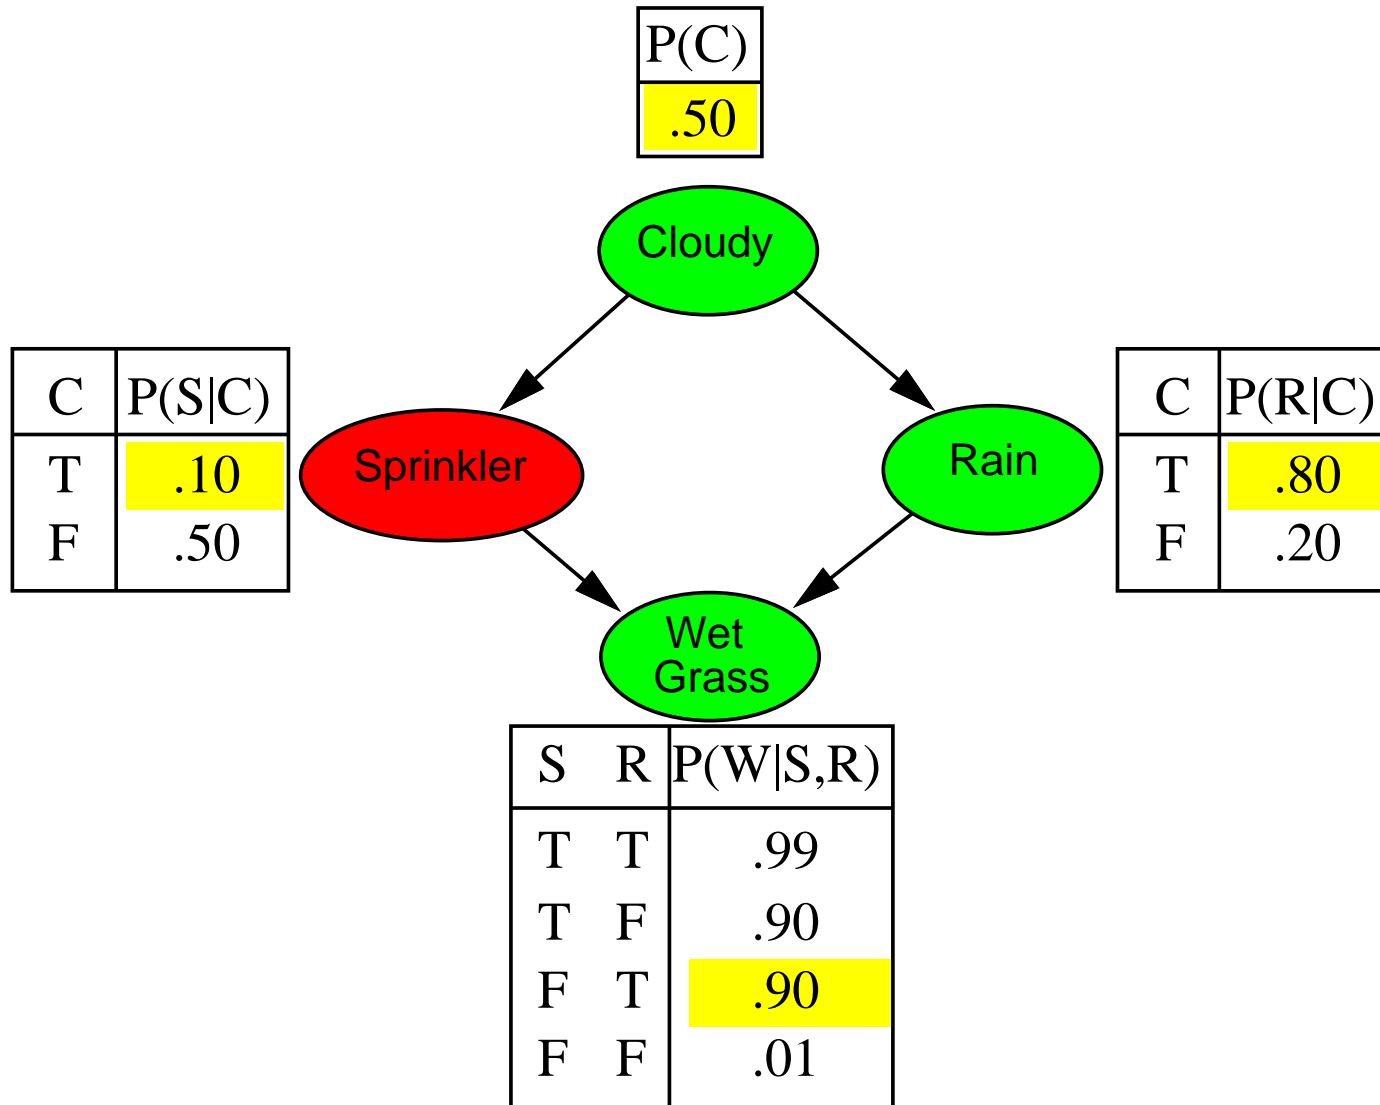 P(C)
.50
Cloudy
C P(S|C)
T .10
F .50
Sprinkler
Rain
C P(R|C)
T .80
F .20
Wet
Grass
S R P(W|S,R)
T T .99
T F .90
F T .90
F F .01